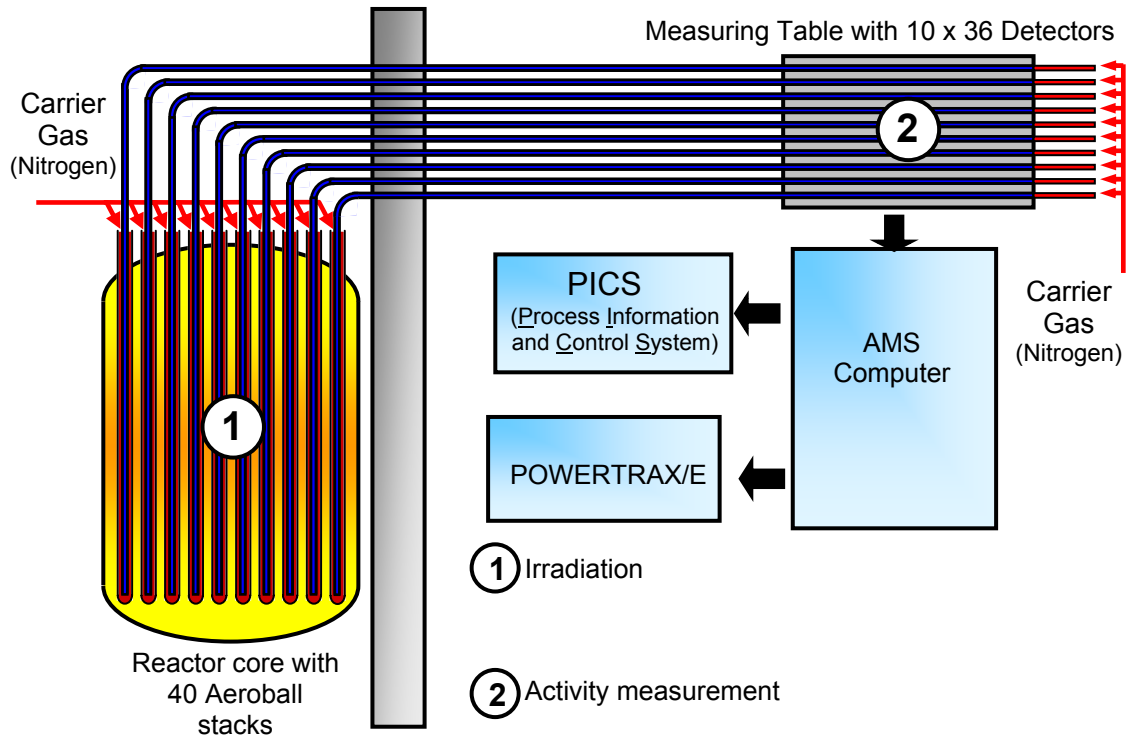 Measuring Table with 10 x 36 Detectors
Carrier
Gas
(Nitrogen)
2
PICS
(Process Information
and Control System)
AMS
Computer
Carrier
Gas
(Nitrogen)
1
POWERTRAX/E
1 Irradiation
Reactor core with
40 Aeroball
stacks
2 Activity measurement